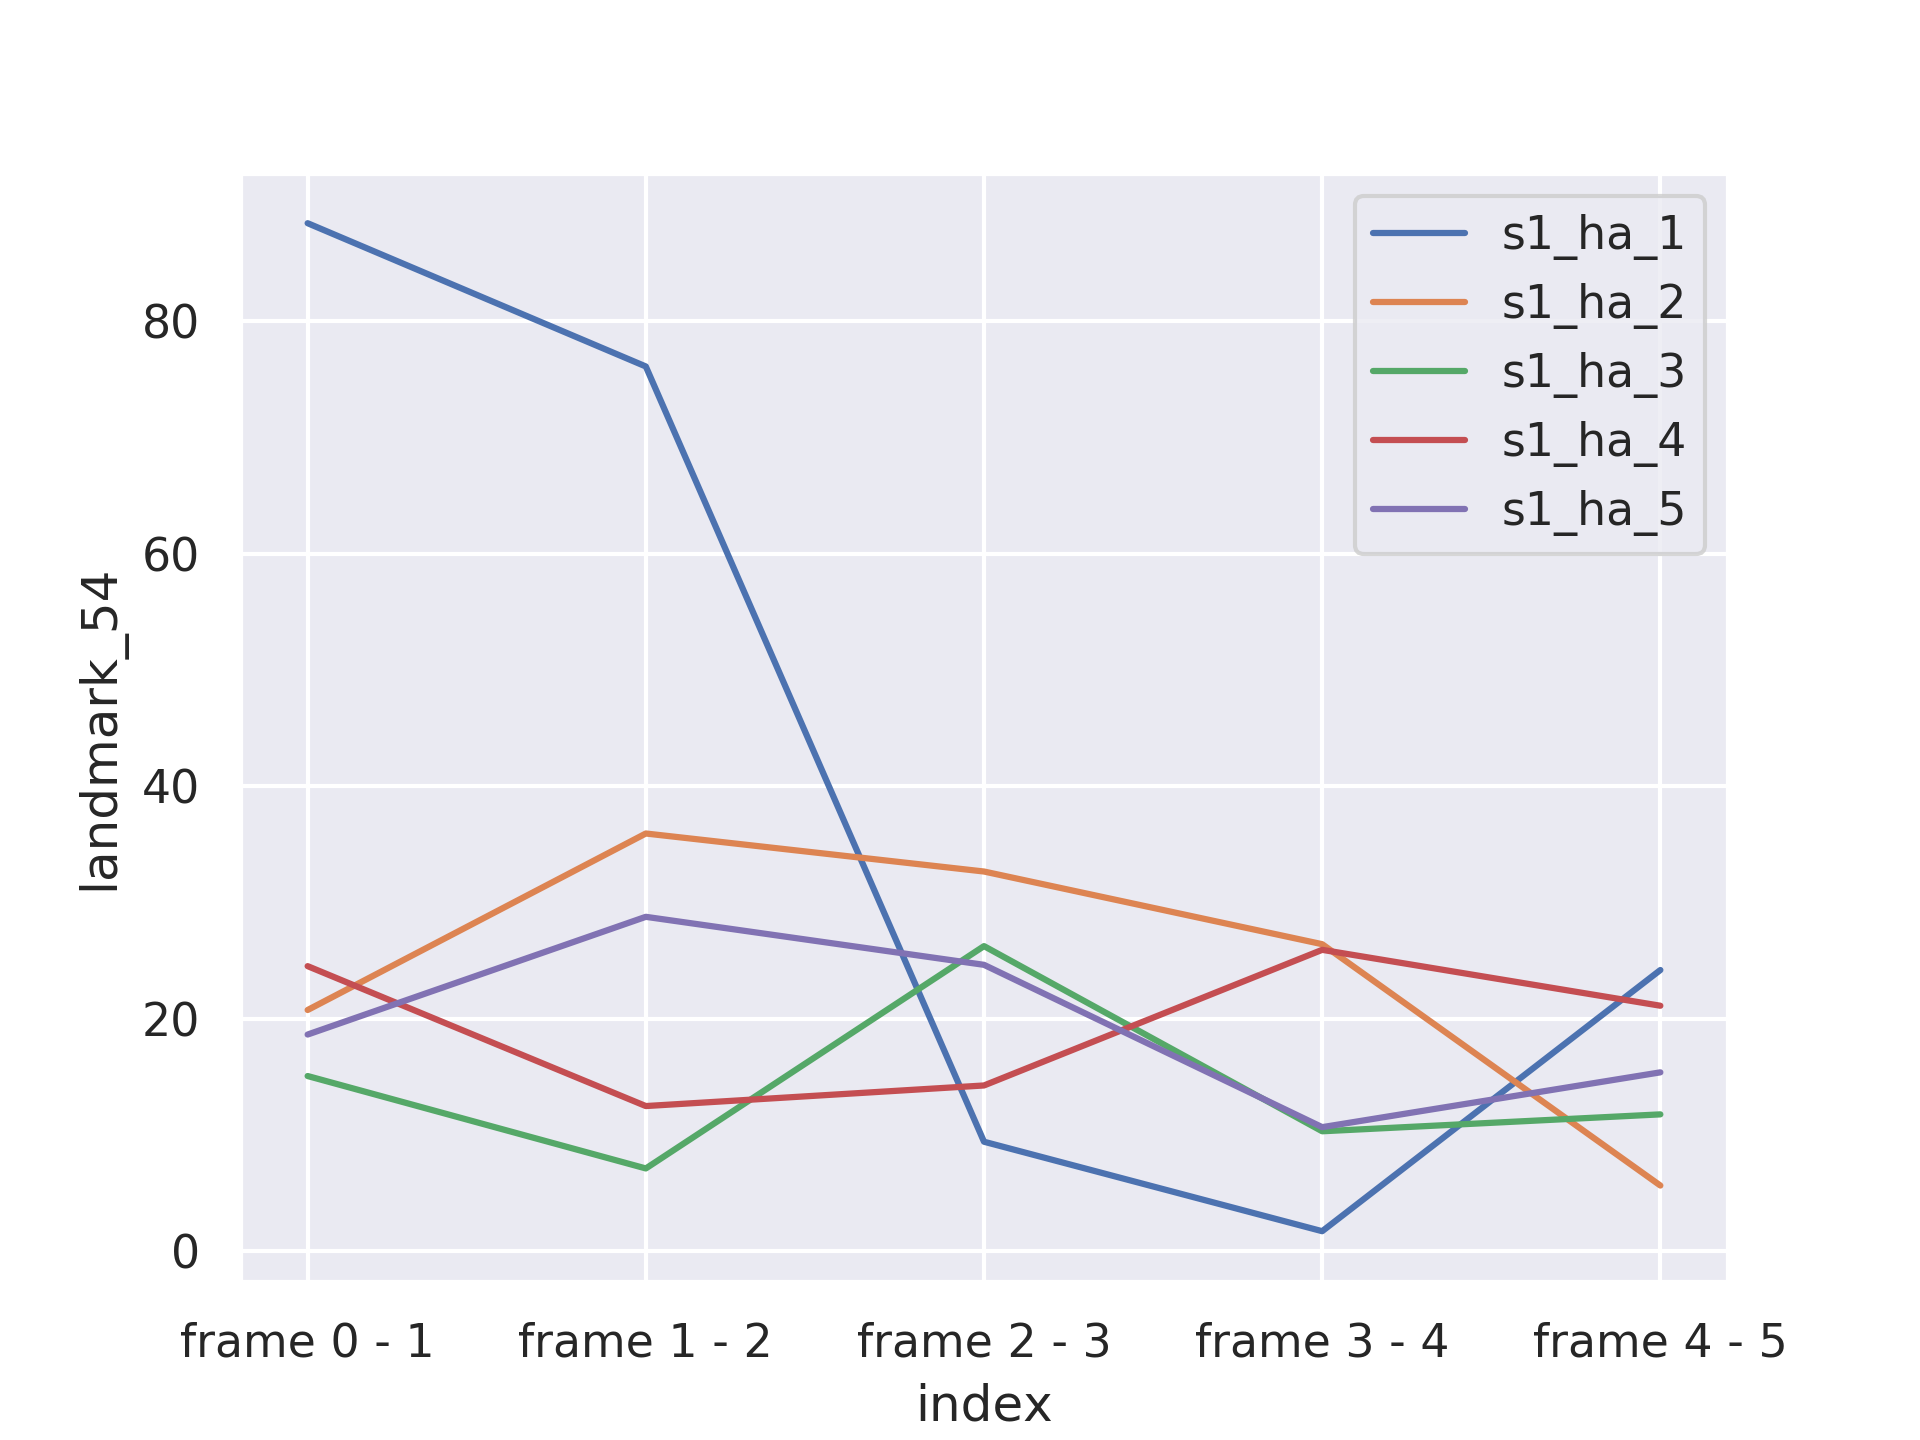 s1_ha_1
s1_ha_2
s1_ha_3
s1_ha_4
s1_ha_5
80
60
40
20
0
landmark_54
frame 0 - 1
frame 1 - 2
frame 2 - 3
frame 3 - 4
frame 4 - 5
index